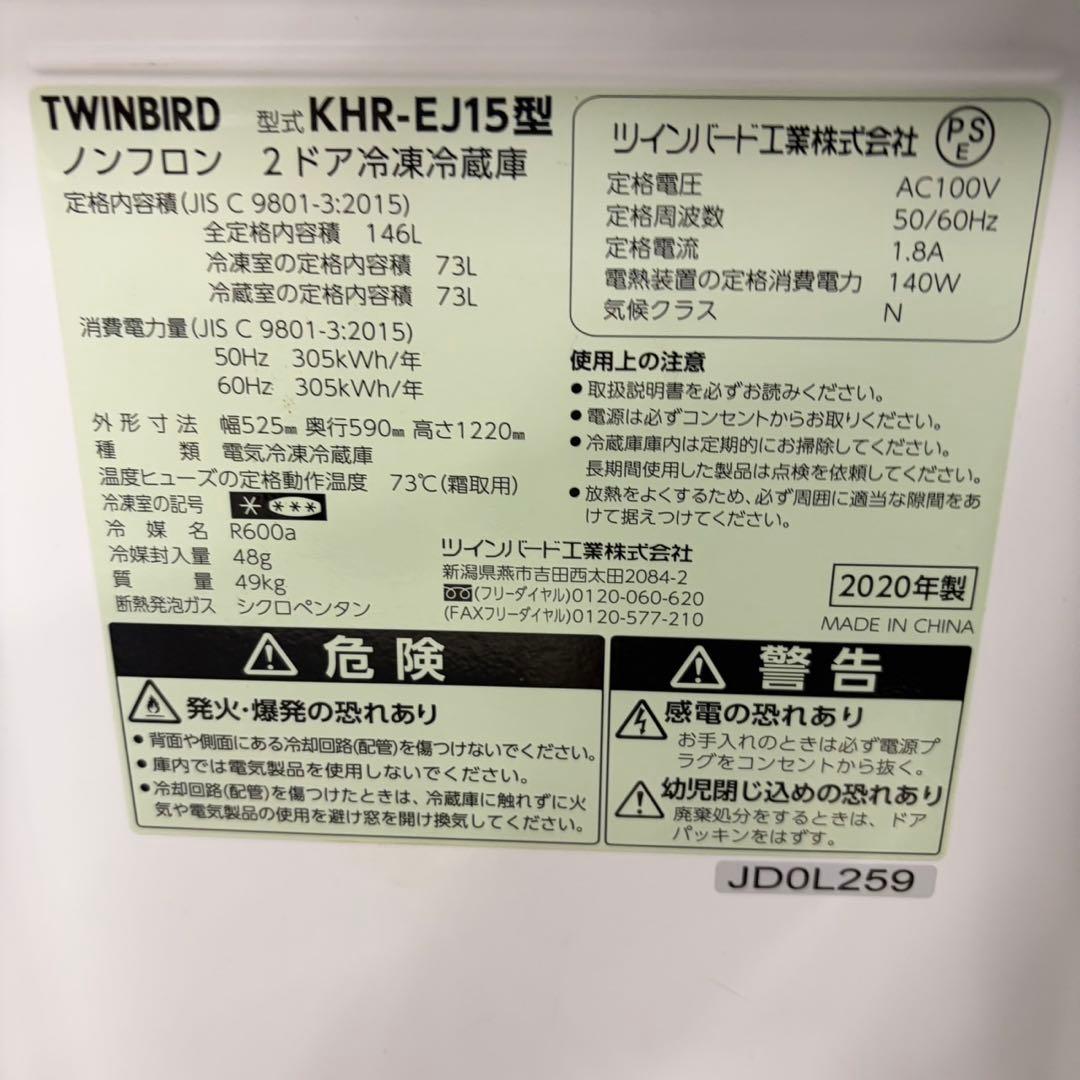 TWINBIRD 型式 KHR-EJ15型
ノンフロン 2ドア冷凍冷蔵庫
定格内容積(JIS C 9801-3:2015)
全定格内容積 146L
冷凍室の定格内容積 73L
冷蔵室の定格内容積 73L
消費電力量(JIS C 9801-3:2015)
50Hz 305kWh/年
60Hz 305kWh/年
外形寸法 幅525mm 奥行590mm 高さ1220mm
種類 電気冷凍冷蔵庫
温度ヒューズの定格動作温度 73℃(霜取用)
冷凍室の記号 * ***
冷媒名 R600a
冷媒封入量 48g
質量 49kg
断熱発泡ガス シクロペンタン
ツインバード工業株式会社 PSE
定格電圧 AC100V
定格周波数 50/60Hz
定格電流 1.8A
電熱装置の定格消費電力 140W
気候クラス N
使用上の注意
●取扱説明書を必ずお読みください。
●電源は必ずコンセントからお取りください。
●冷蔵庫庫内は定期的にお掃除してください。
長期間使用した製品は点検を依頼してください。
●放熱をよくするため、必ず周囲に適当な隙間をあ
けて据えつけてください。
ツインバード工業株式会社
新潟県燕市吉田西太田2084-2
(フリーダイヤル)0120-060-620
(FAXフリーダイヤル)0120-577-210
2020年製
MADE IN CHINA
危険
発火・爆発の恐れあり
●背面や側面にある冷却回路(配管)を傷つけないでください。
●庫内では電気製品を使用しないでください。
●冷却回路(配管)を傷つけたときは、冷蔵庫に触れずに火
気や電気製品の使用を避け窓を開け換気してください。
警告
感電の恐れあり
お手入れのときは必ず電源プ
ラグをコンセントから抜く。
幼児閉じ込めの恐れあり
廃棄処分をするときは、ドア
パッキンをはずす。
JD0L259